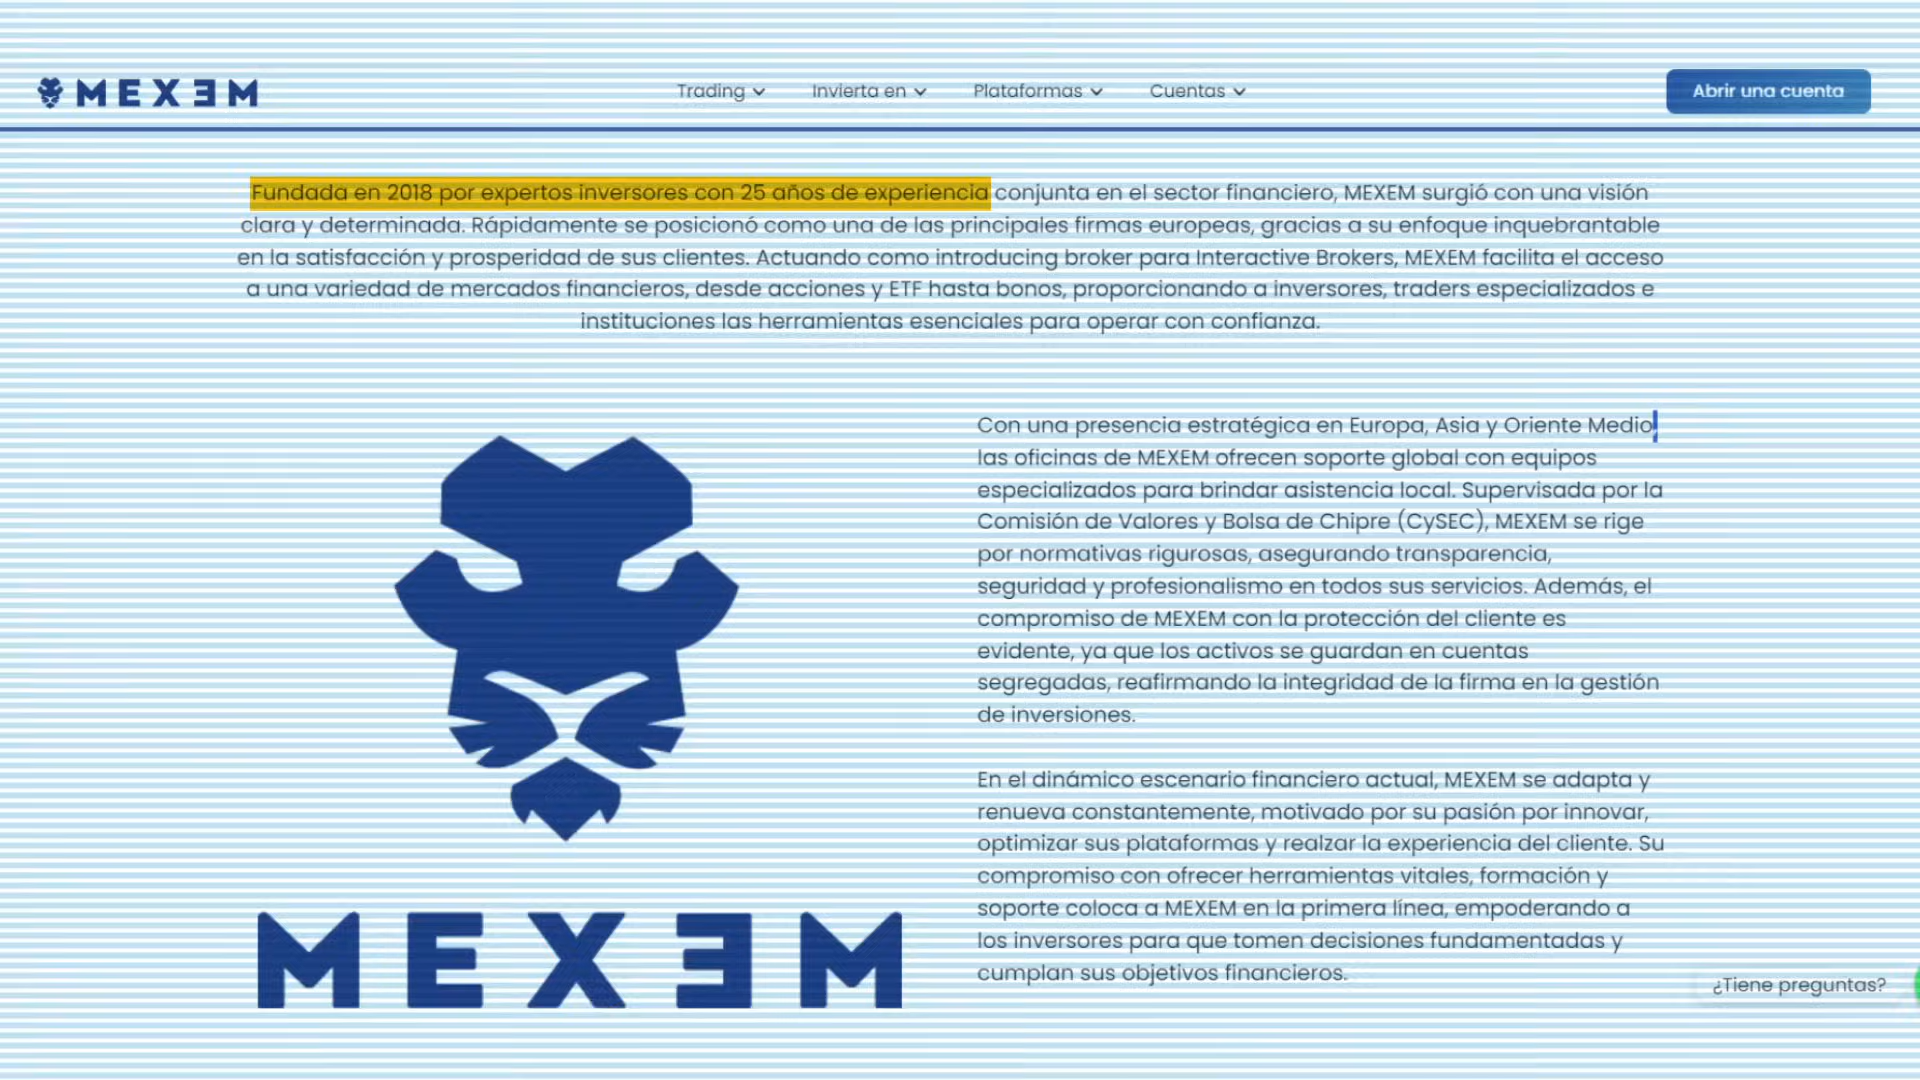 MEXEM
Trading
Invierta en
Plataformas
Cuentas
Abrir una cuenta
Fundada en 2018 por expertos inversores con 25 años de experiencia conjunta en el sector financiero, MEXEM surgió con una visión
clara y determinada. Rápidamente se posicionó como una de las principales firmas europeas, gracias a su enfoque inquebrantable
en la satisfacción y prosperidad de sus clientes. Actuando como introducing broker para Interactive Brokers, MEXEM facilita el acceso
a una variedad de mercados financieros, desde acciones y ETF hasta bonos, proporcionando a inversores, traders especializados e
instituciones las herramientas esenciales para operar con confianza.
Con una presencia estratégica en Europa, Asia y Oriente Medio,
las oficinas de MEXEM ofrecen soporte global con equipos
especializados para brindar asistencia local. Supervisada por la
Comisión de Valores y Bolsa de Chipre (CySEC), MEXEM se rige
por normativas rigurosas, asegurando transparencia,
seguridad y profesionalismo en todos sus servicios. Además, el
compromiso de MEXEM con la protección del cliente es
evidente, ya que los activos se guardan en cuentas
segregadas, reafirmando la integridad de la firma en la gestión
de inversiones.
En el dinámico escenario financiero actual, MEXEM se adapta y
renueva constantemente, motivado por su pasión por innovar,
optimizar sus plataformas y realzar la experiencia del cliente. Su
compromiso con ofrecer herramientas vitales, formación y
soporte coloca a MEXEM en la primera línea, empoderando a
los inversores para que tomen decisiones fundamentadas y
cumplan sus objetivos financieros.
MEXEM
¿Tiene preguntas?